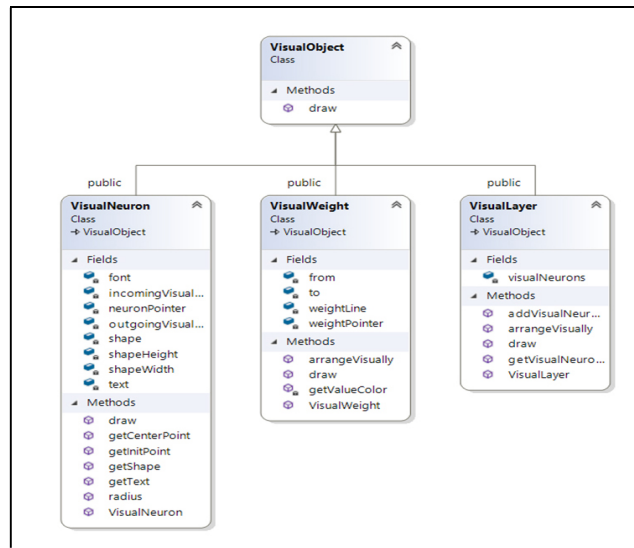 VisualObject
Class
Methods
draw
public
public
public
VisualNeuron
Class
VisualObject
Fields
font
incomingVisual...
neuronPointer
outgoingVisual...
shape
shapeHeight
shapeWidth
text
Methods
draw
getCenterPoint
getInitPoint
getShape
getText
radius
VisualNeuron
VisualWeight
Class
VisualObject
Fields
from
to
weightLine
weightPointer
Methods
arrangeVisually
draw
getValueColor
VisualWeight
VisualLayer
Class
VisualObject
Fields
visualNeurons
Methods
addVisualNeur...
arrangeVisually
draw
getVisualNeuro...
VisualLayer